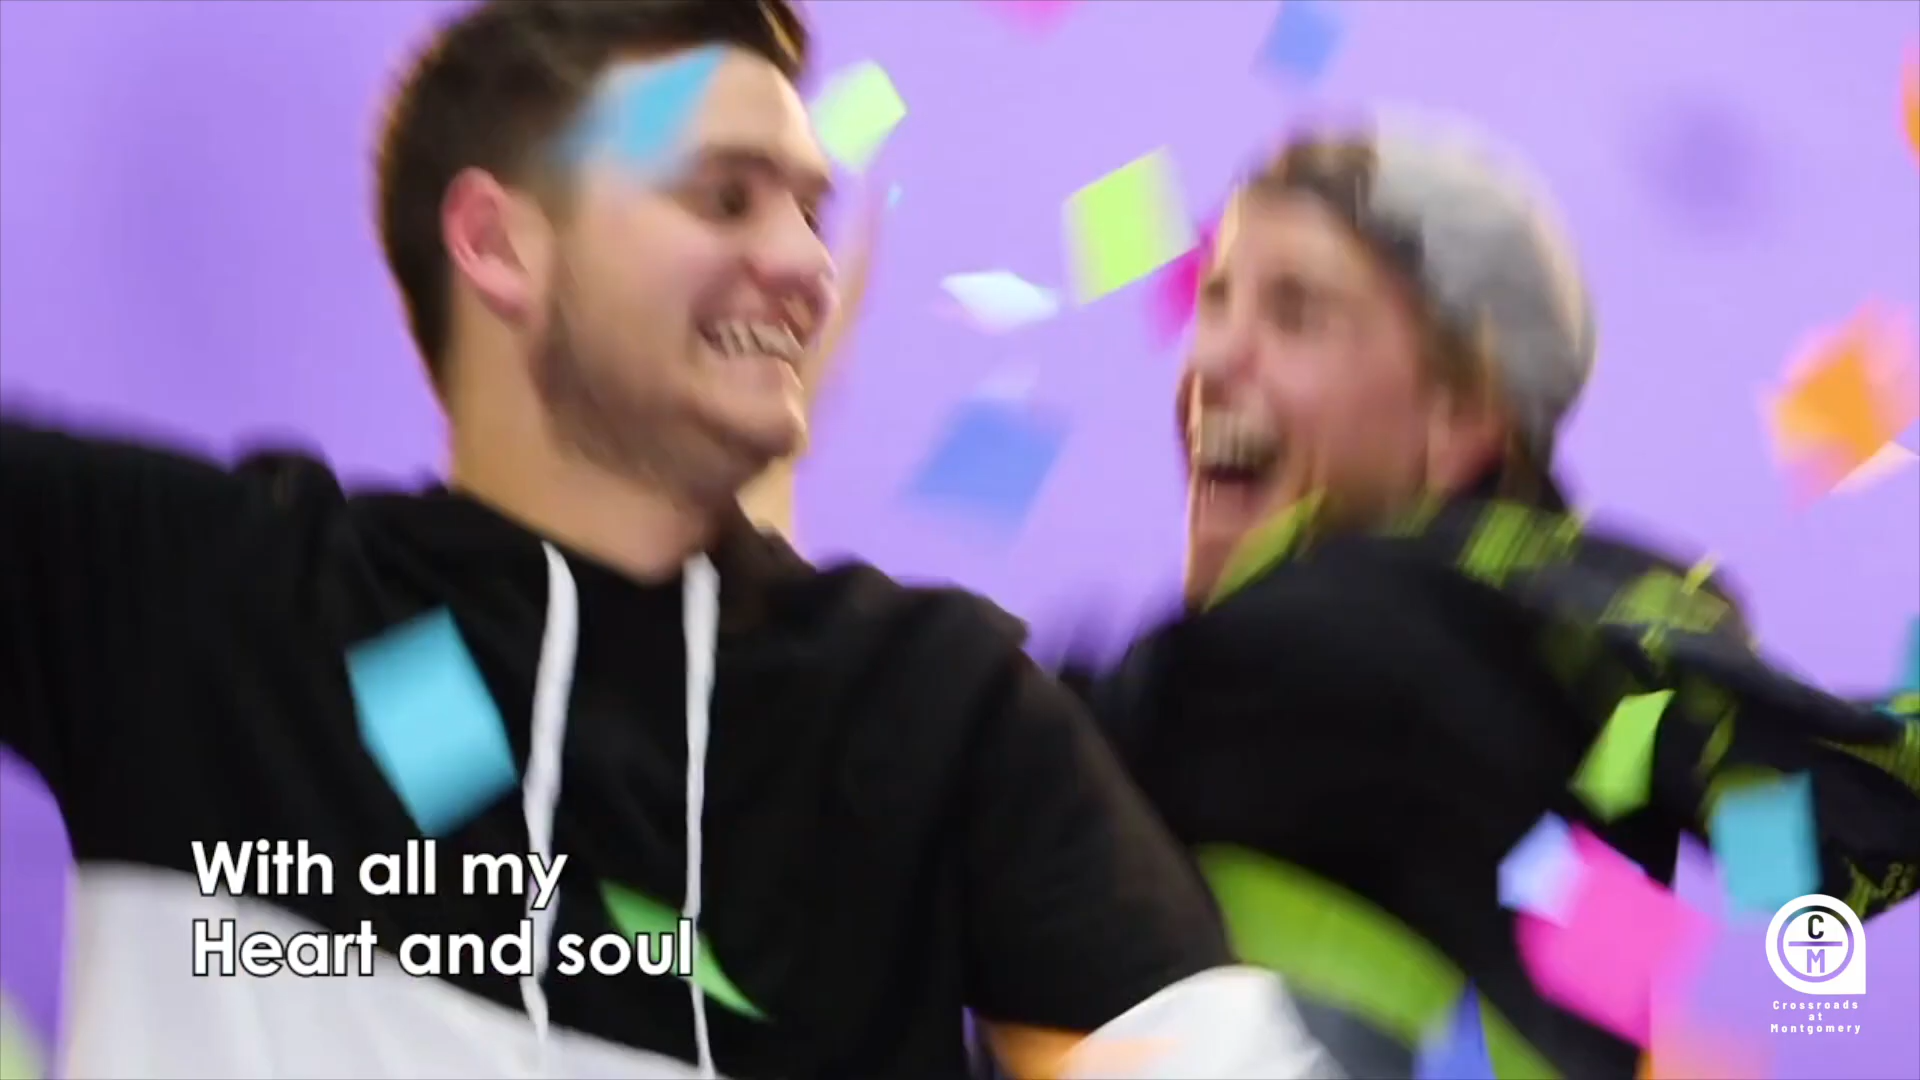 With all my
Heart and soul
C
M
Crossroads
at
Montgomery